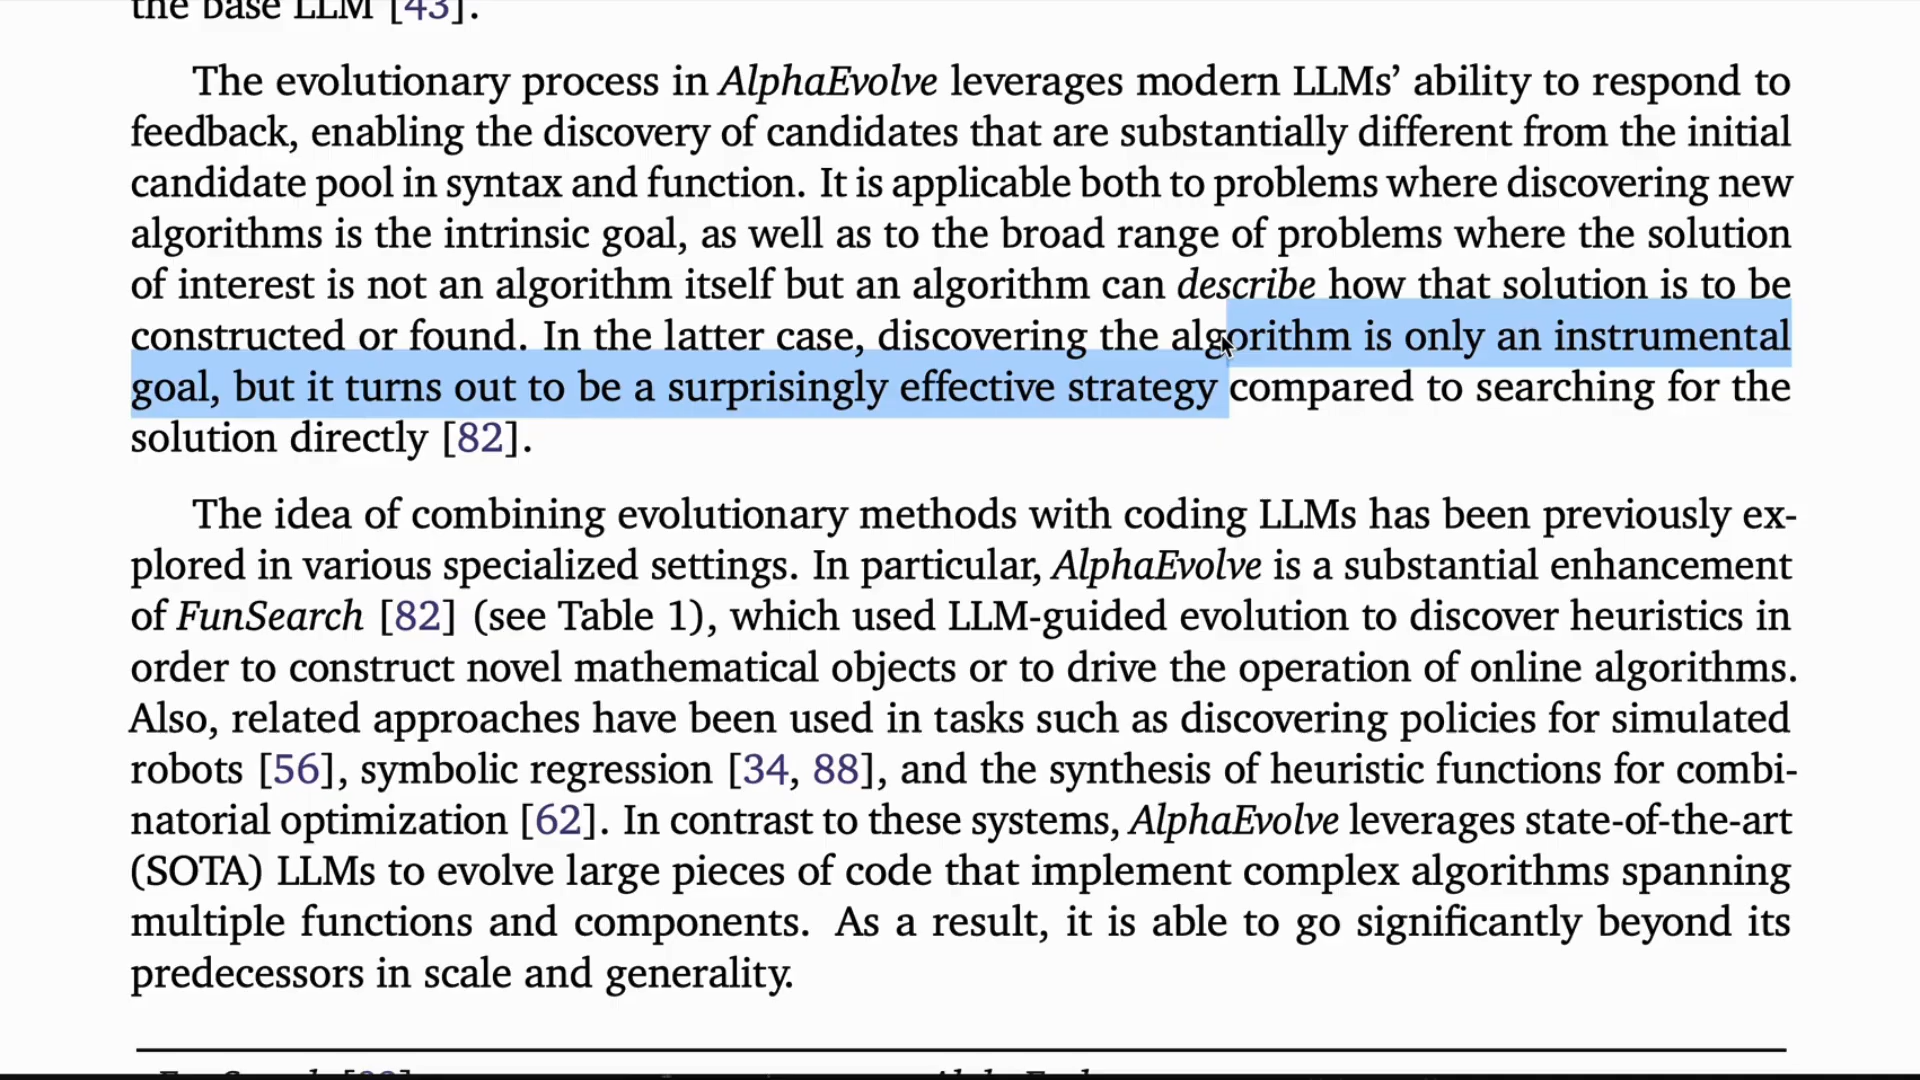 the base LLM [43].
The evolutionary process in AlphaEvolve leverages modern LLMs’ ability to respond to
feedback, enabling the discovery of candidates that are substantially different from the initial
candidate pool in syntax and function. It is applicable both to problems where discovering new
algorithms is the intrinsic goal, as well as to the broad range of problems where the solution
of interest is not an algorithm itself but an algorithm can describe how that solution is to be
constructed or found. In the latter case, discovering the algorithm is only an instrumental
goal, but it turns out to be a surprisingly effective strategy compared to searching for the
solution directly [82].
The idea of combining evolutionary methods with coding LLMs has been previously ex-
plored in various specialized settings. In particular, AlphaEvolve is a substantial enhancement
of FunSearch [82] (see Table 1), which used LLM-guided evolution to discover heuristics in
order to construct novel mathematical objects or to drive the operation of online algorithms.
Also, related approaches have been used in tasks such as discovering policies for simulated
robots [56], symbolic regression [34, 88], and the synthesis of heuristic functions for combi-
natorial optimization [62]. In contrast to these systems, AlphaEvolve leverages state-of-the-art
(SOTA) LLMs to evolve large pieces of code that implement complex algorithms spanning
multiple functions and components. As a result, it is able to go significantly beyond its
predecessors in scale and generality.